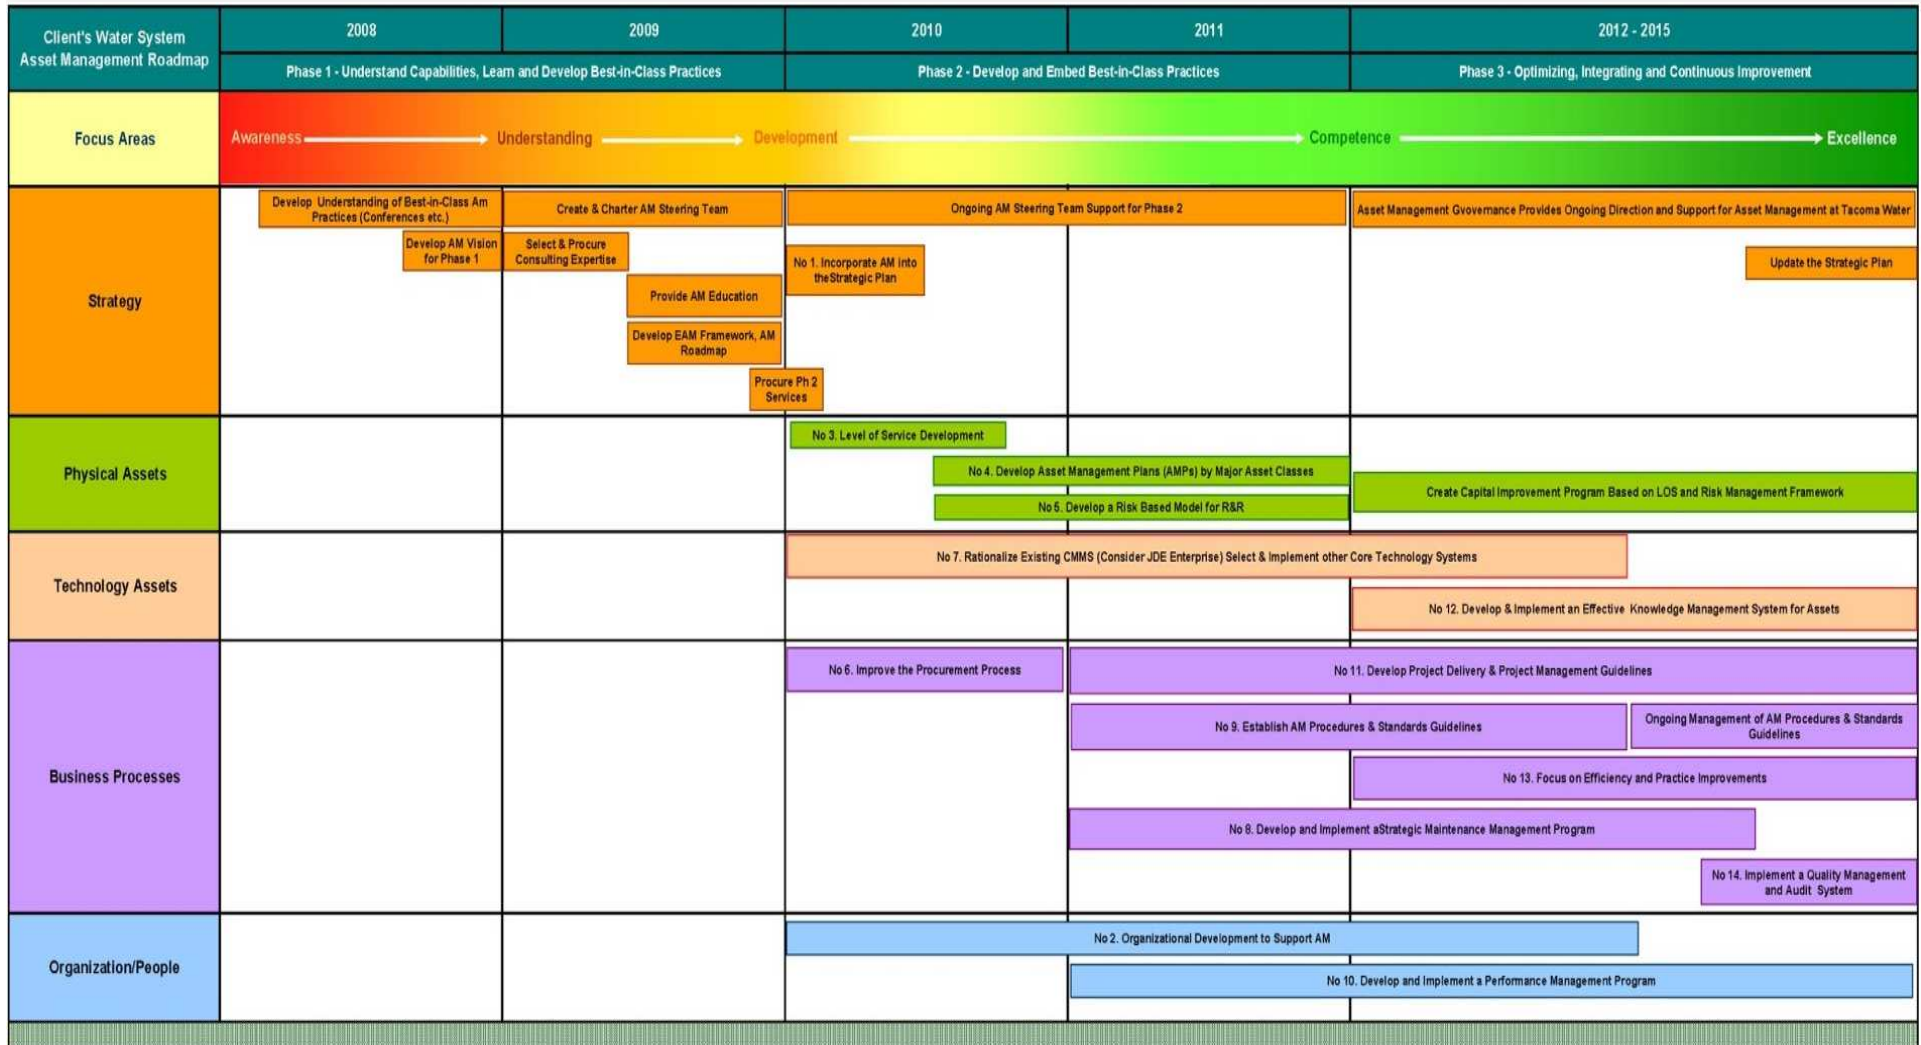 Client's Water System
Asset Management Roadmap
2008
2009
2010
2011
2012 - 2015
Phase 1 - Understand Capabilities, Learn and Develop Best-in-Class Practices
Phase 2 - Develop and Embed Best-in-Class Practices
Phase 3 - Optimizing, Integrating and Continuous Improvement
Focus Areas
Awareness
Understanding
Development
Competence
Excellence
Strategy
Develop Understanding of Best-in-Class Am
Practices (Conferences etc.)
Create & Charter AM Steering Team
Ongoing AM Steering Team Support for Phase 2
Asset Management Gvovernance Provides Ongoing Direction and Support for Asset Management at Tacoma Water
Develop AM Vision
for Phase 1
Select & Procure
Consulting Expertise
No 1. Incorporate AM into
theStrategic Plan
Update the Strategic Plan
Provide AM Education
Develop EAM Framework, AM
Roadmap
Procure Ph 2
Services
Physical Assets
No 3. Level of Service Development
No 4. Develop Asset Management Plans (AMPs) by Major Asset Classes
No 5. Develop a Risk Based Model for R&R
Create Capital Improvement Program Based on LOS and Risk Management Framework
Technology Assets
No 7. Rationalize Existing CMMS (Consider JDE Enterprise) Select & Implement other Core Technology Systems
No 12. Develop & Implement an Effective Knowledge Management System for Assets
Business Processes
No 6. Improve the Procurement Process
No 11. Develop Project Delivery & Project Management Guidelines
No 9. Establish AM Procedures & Standards Guidelines
Ongoing Management of AM Procedures & Standards
Guidelines
No 13. Focus on Efficiency and Practice Improvements
No 8. Develop and Implement aStrategic Maintenance Management Program
No 14. Implement a Quality Management
and Audit System
Organization/People
No 2. Organizational Development to Support AM
No 10. Develop and Implement a Performance Management Program